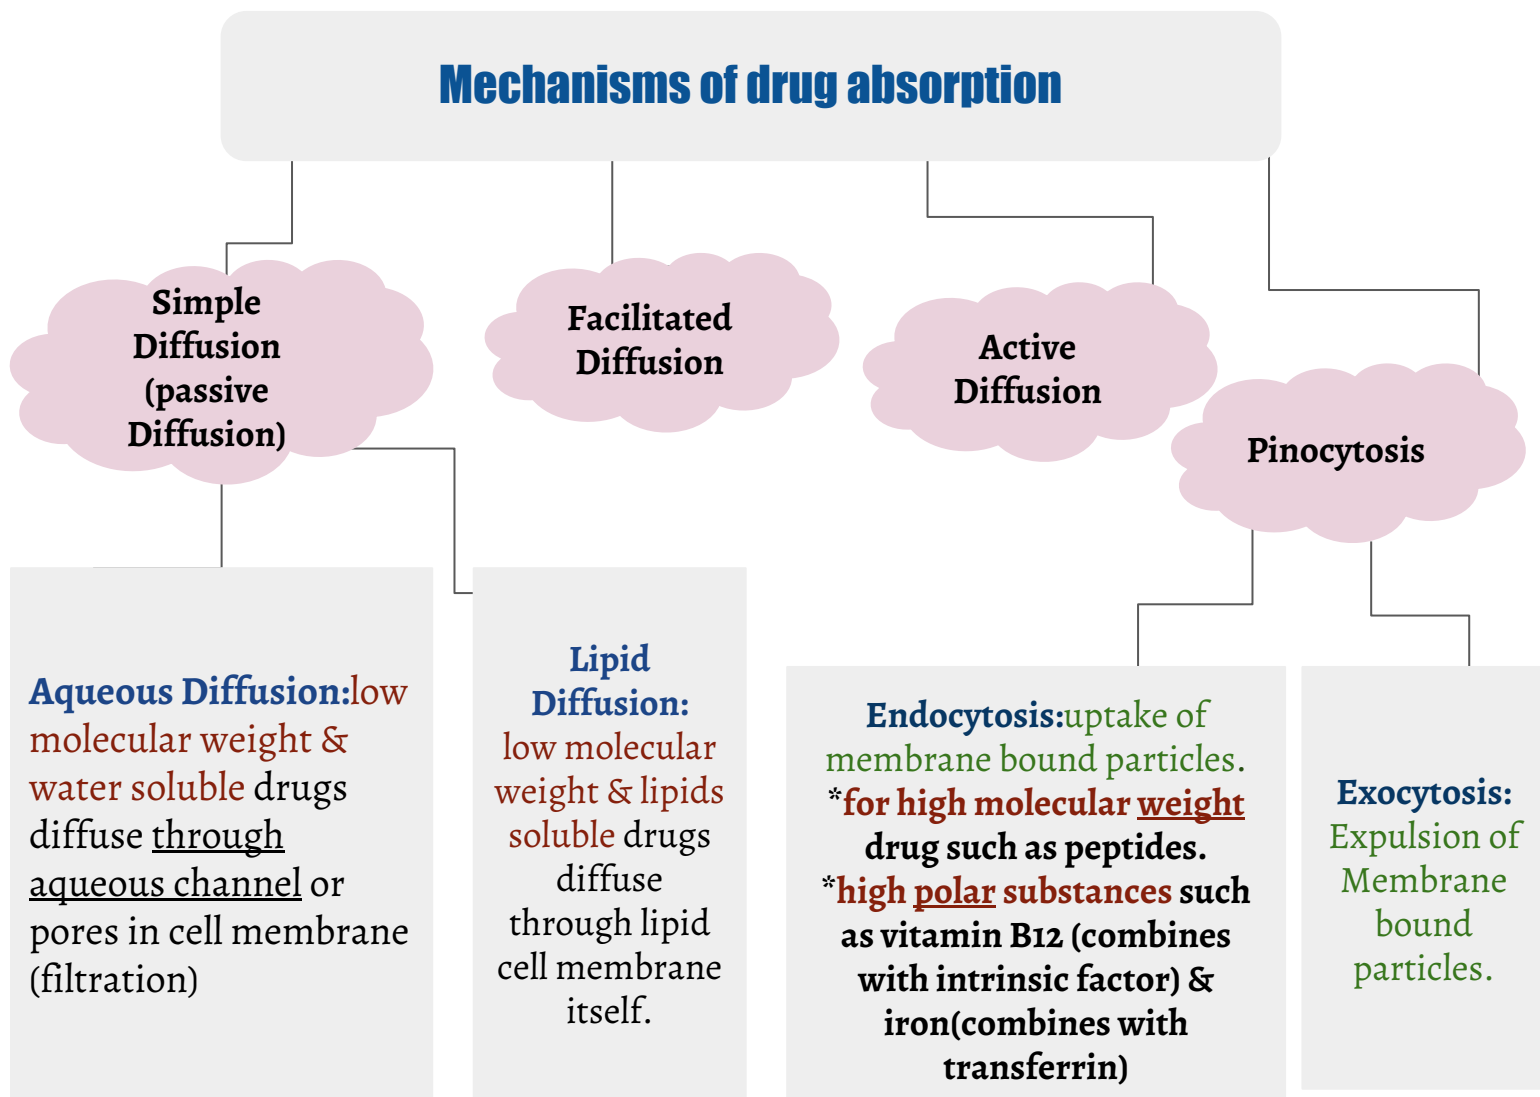 Mechanisms of drug absorption
Simple
Diffusion
(passive
Diffusion)
Facilitated
Diffusion
Active
Diffusion
Pinocytosis
Aqueous Diffusion:low
molecular weight &
water soluble drugs
diffuse through
aqueous channel or
pores in cell membrane
(filtration)
Lipid
Diffusion:
low molecular
weight & lipids
soluble drugs
diffuse
through lipid
cell membrane
itself.
Endocytosis:uptake of
membrane bound particles.
*for high molecular weight
drug such as peptides.
*high polar substances such
as vitamin B12 (combines
with intrinsic factor) &
iron(combines with
transferrin)
Exocytosis:
Expulsion of
Membrane
bound
particles.